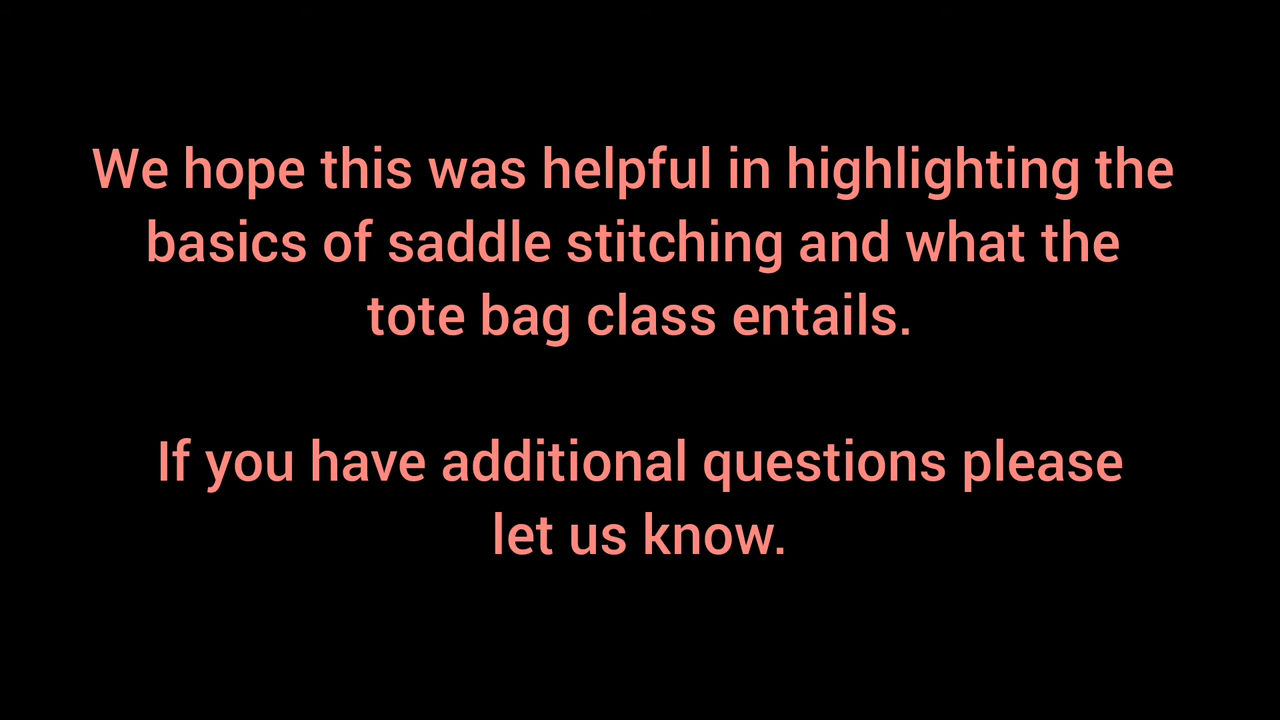 We hope this was helpful in highlighting the
basics of saddle stitching and what the
tote bag class entails.
If you have additional questions please
let us know.